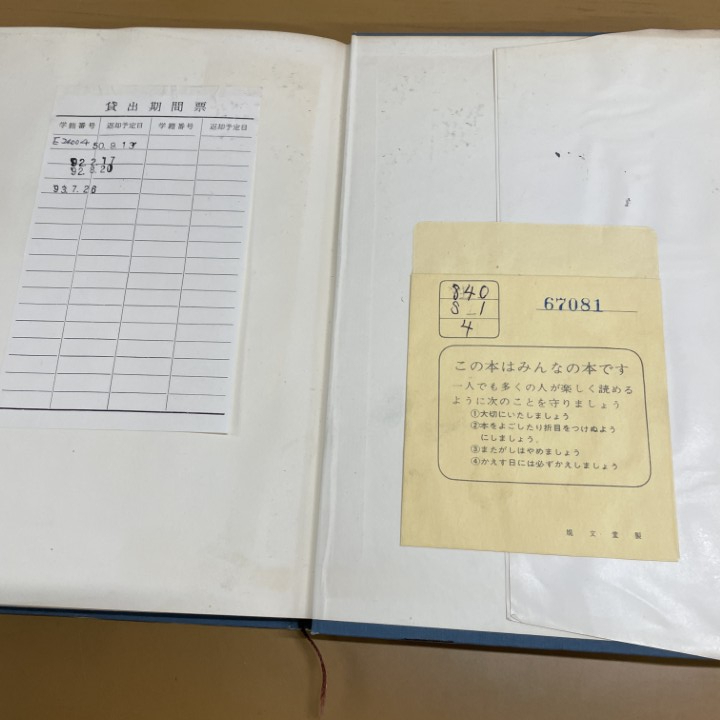 貸出期間票
学籍番号 返却予定日 学籍番号 返却予定日
50.9.13
92.2.17
92.3.20
93.7.26
840
S_1
4
67081
この本はみんなの本です
一人でも多くの人が楽しく読める
ように次のことを守りましょう
①大切にいたしましょう
②本をよごしたり折目をつけぬよう
にしましょう。
③またがしはやめましょう
④かえす日には必ずかえしましょう
文堂製